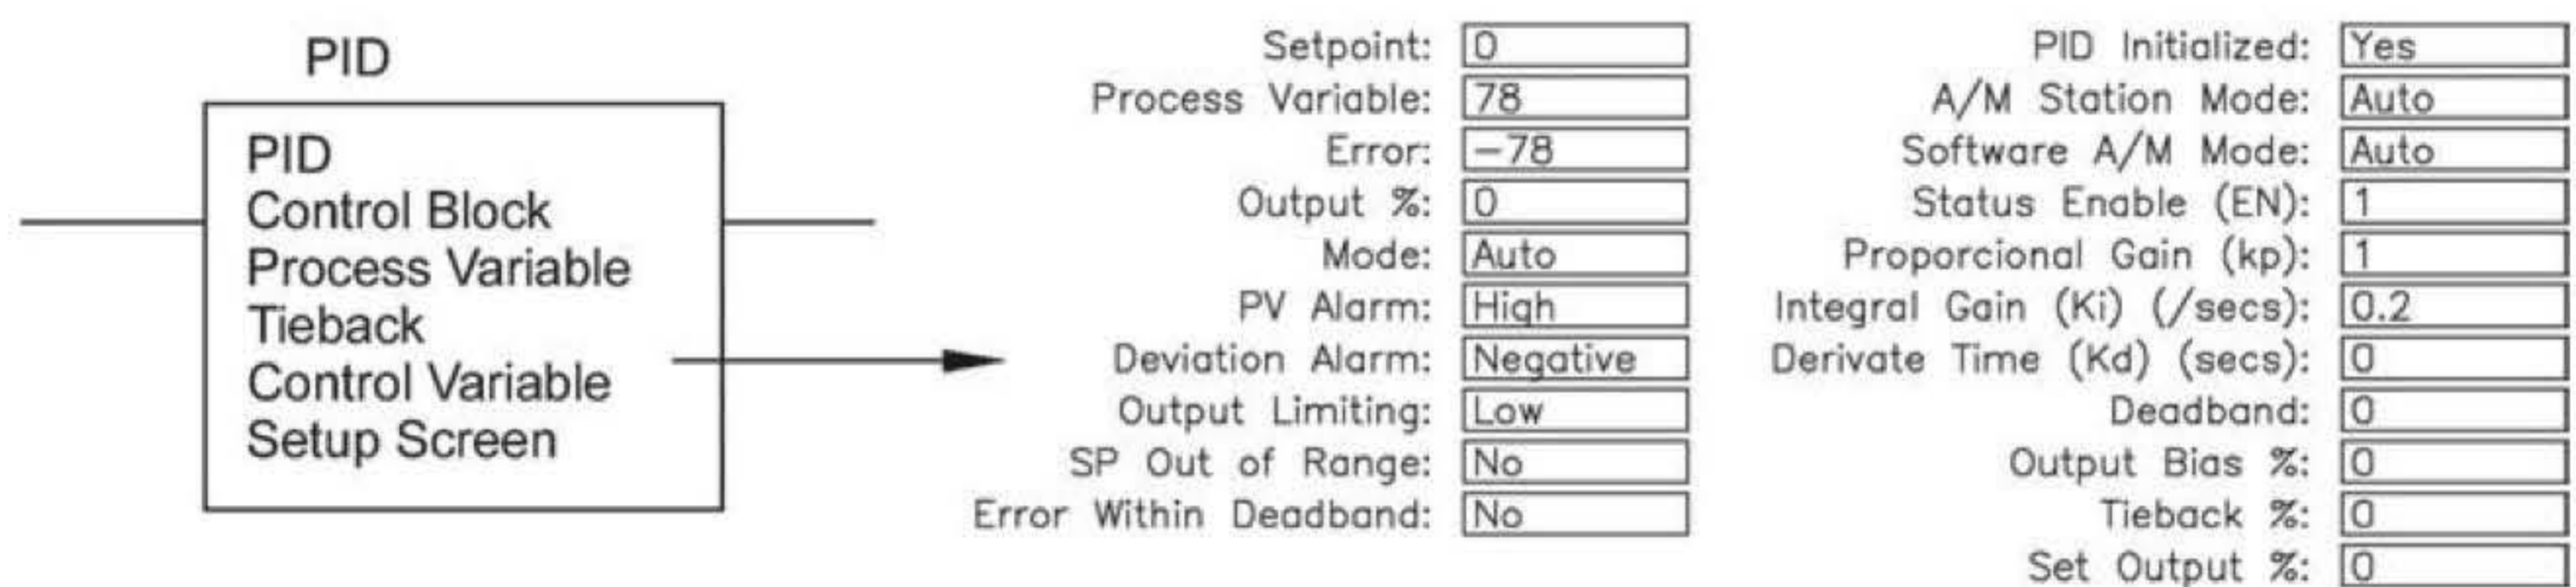 PID
PID
Control Block
Process Variable
Tieback
Control Variable
Setup Screen
Setpoint: 0
Process Variable: 78
Error: -78
Output %: 0
Mode: Auto
PV Alarm: High
Deviation Alarm: Negative
Output Limiting: Low
SP Out of Range: No
Error Within Deadband: No
PID Initialized: Yes
A/M Station Mode: Auto
Software A/M Mode: Auto
Status Enable (EN): 1
Proporcional Gain (kp): 1
Integral Gain (Ki) (/secs): 0.2
Derivate Time (Kd) (secs): 0
Deadband: 0
Output Bias %: 0
Tieback %: 0
Set Output %: 0